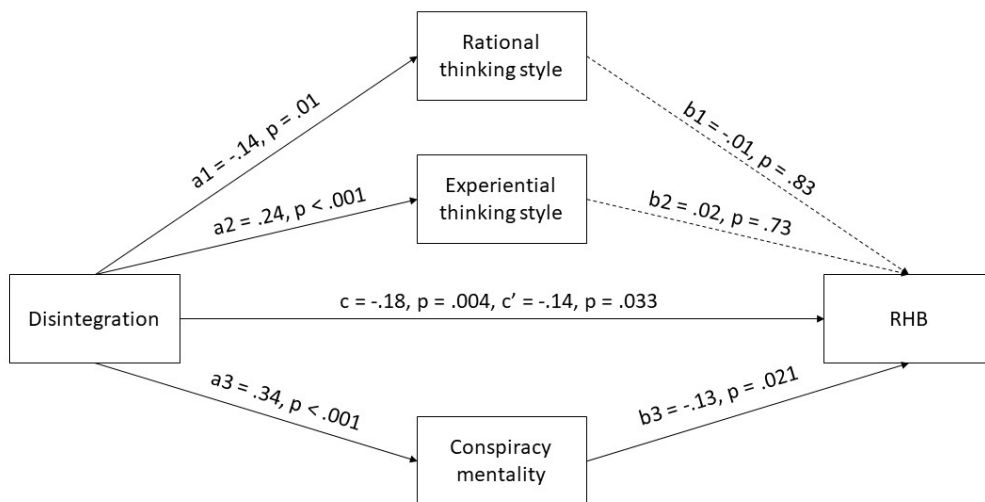 Rational
thinking style
a1 = -.14, p = .01
b1 = -.01, p = .83
Experiential
thinking style
a2 = .24, p < .001
b2 = .02, p = .73
Disintegration
c = -.18, p = .004, c’ = -.14, p = .033
RHB
a3 = .34, p < .001
b3 = -.13, p = .021
Conspiracy
mentality